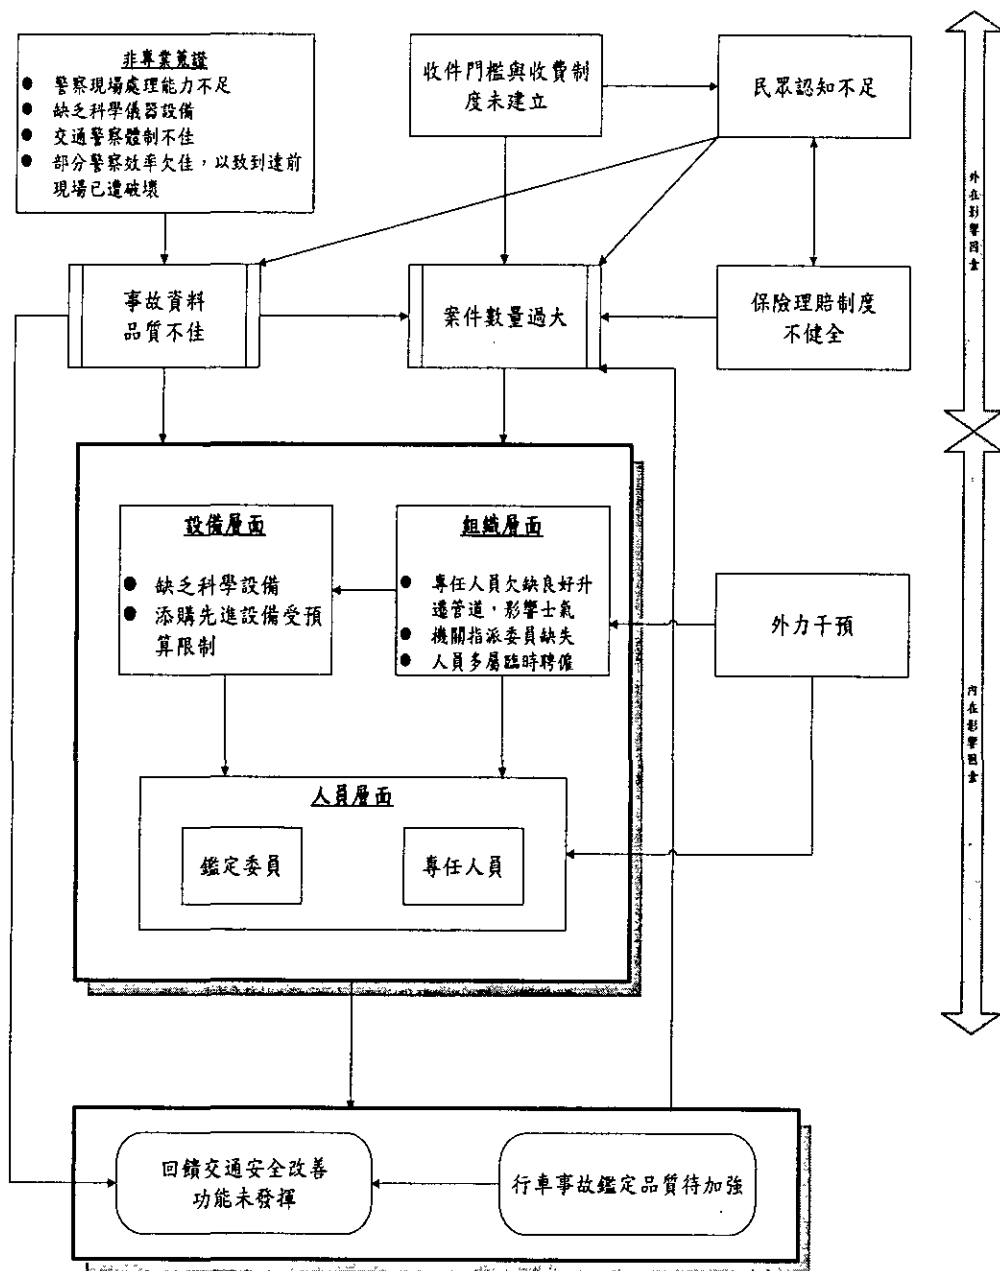 非專業蒐證
● 警察現場處理能力不足
● 缺乏科學儀器設備
● 交通警察體制不佳
● 部分警察效率欠佳，以致到達前
現場已遭破壞
收件門檻與收費制
度未建立
民眾認知不足
外在影響因素
事故資料
品質不佳
案件數量過大
保險理賠制度
不健全
設備層面
● 缺乏科學設備
● 添購先進設備受預
算限制
組織層面
● 專任人員欠缺良好升
遷管道，影響士氣
● 機關指派委員缺失
● 人員多屬臨時聘僱
外力干預
內在影響因素
人員層面
鑑定委員
專任人員
回饋交通安全改善
功能未發揮
行車事故鑑定品質待加強